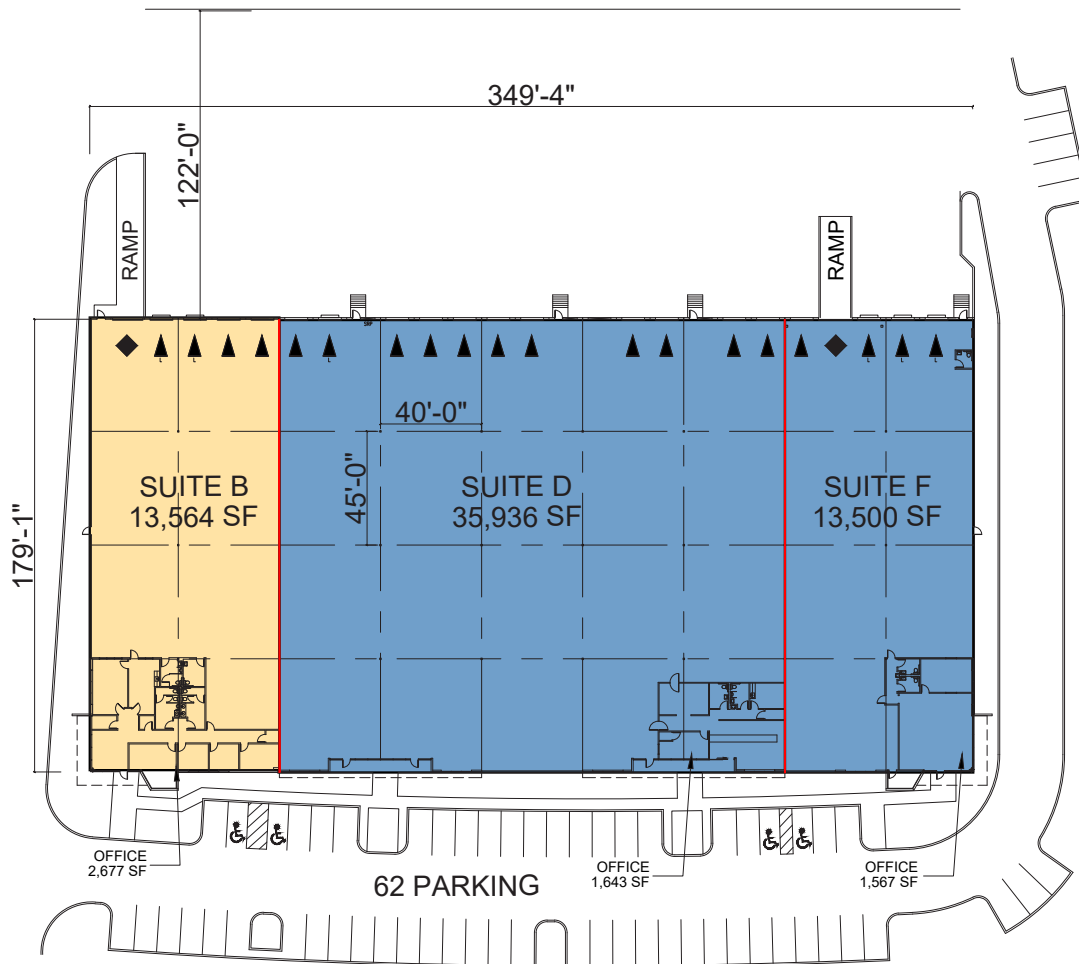 349'-4"
122'-0"
RAMP
RAMP
L
L
L
L
L
40'-0"
45'-0"
179'-1"
SUITE B
13,564 SF
SUITE D
35,936 SF
SUITE F
13,500 SF
OFFICE
2,677 SF
OFFICE
1,643 SF
OFFICE
1,567 SF
62 PARKING